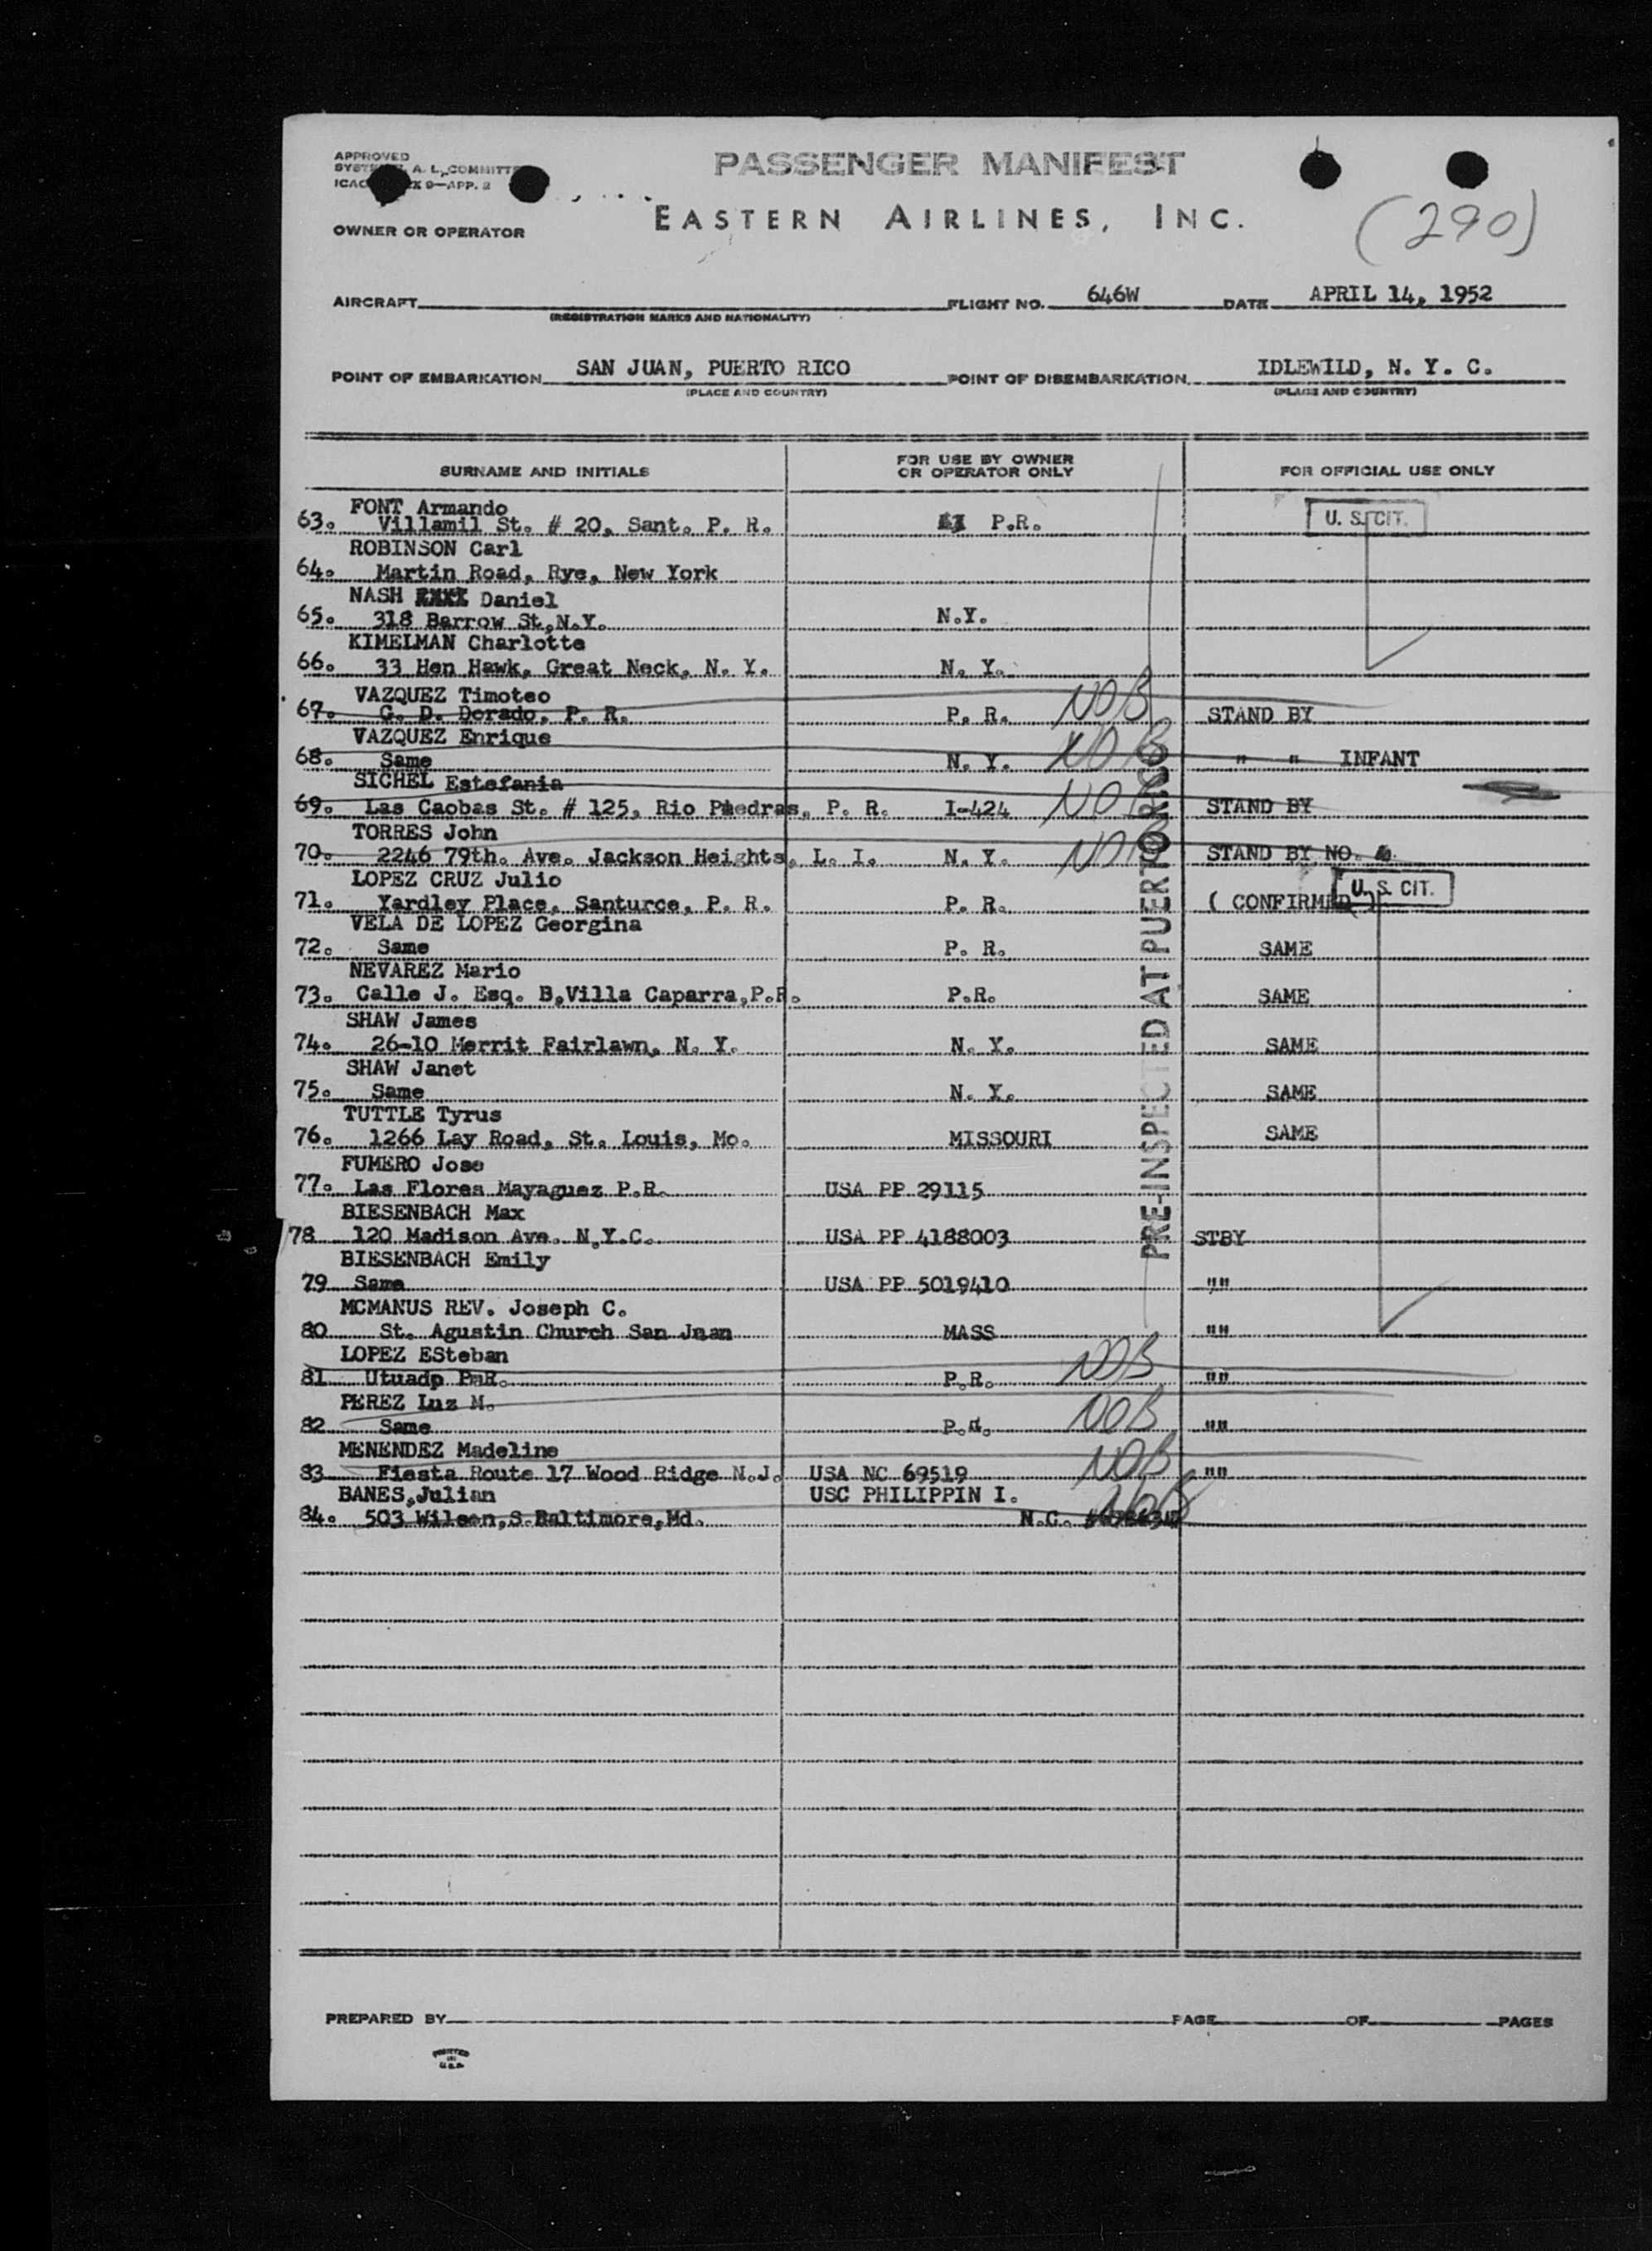 APPROVED
A. L. COMMITT
9—APP. 2
PASSENGER MANIFEST
EASTERN AIRLINES, INC.
(290)
OWNER OR OPERATOR
AIRCRAFT FLIGHT NO. 646W DATE APRIL 14, 1952
(REGISTRATION MARKS AND NATIONALITY)
POINT OF EMBARKATION SAN JUAN, PUERTO RICO POINT OF DISEMBARKATION IDLEWILD, N. Y. C.
(PLACE AND COUNTRY) (PLACE AND COUNTRY)
SURNAME AND INITIALS FOR USE BY OWNER OR OPERATOR ONLY FOR OFFICIAL USE ONLY
FONT Armando
63. Villamil St. # 20, Sant. P. R. P.R. U. S. CIT.
ROBINSON Carl
64. Martin Road, Rye, New York
NASH Daniel
65. 318 Barrow St,N.Y. N.Y.
KIMELMAN Charlotte
66. 33 Hen Hawk, Great Neck, N. Y. N. Y.
VAZQUEZ Timoteo
67. G. D. Dorado, P. R. P. R. NOB STAND BY
VAZQUEZ Enrique
68. Same N. Y. NOB " " INFANT
SICHEL Estefania
69. Las Caobas St. # 125, Rio Piedras, P. R. I-424 NOB STAND BY
TORRES John
70. 2246 79th. Ave. Jackson Heights, L. I. N. Y. NOB STAND BY NO.
LOPEZ CRUZ Julio
71. Yardley Place, Santurce, P. R. P. R. ( CONFIRMED ) U. S. CIT.
VELA DE LOPEZ Georgina
72. Same P. R. SAME
NEVAREZ Mario
73. Calle J. Esq. B,Villa Caparra,P.R. P.R. SAME
SHAW James
74. 26-10 Merrit Fairlawn, N. Y. N. Y. SAME
SHAW Janet
75. Same N. Y. SAME
TUTTLE Tyrus
76. 1266 Lay Road, St. Louis, Mo. MISSOURI SAME
FUMERO Jose
77. Las Flores Mayaguez P.R. USA PP 29115
BIESENBACH Max
78 120 Madison Ave. N.Y.C. USA PP 4188003 STBY
BIESENBACH Emily
79 Same USA PP 5019410 """
MCMANUS REV. Joseph C.
80 St. Agustin Church San Juan MASS """
LOPEZ ESteban
81 Utuado P.R. P.R. NOB """
PEREZ Luz M.
82 Same NOB """
MENENDEZ Madeline
83 Fiesta Route 17 Wood Ridge N.J. USA NC 69519 NOB """
BANES,Julian USC PHILIPPIN I. NOB
84. 503 Wilson,S.Baltimore,Md. N.C.
PRE-INSPECTED AT PUERTO RICO
PREPARED BY PAGE OF PAGES
PRINTED
IN
U.S.A.